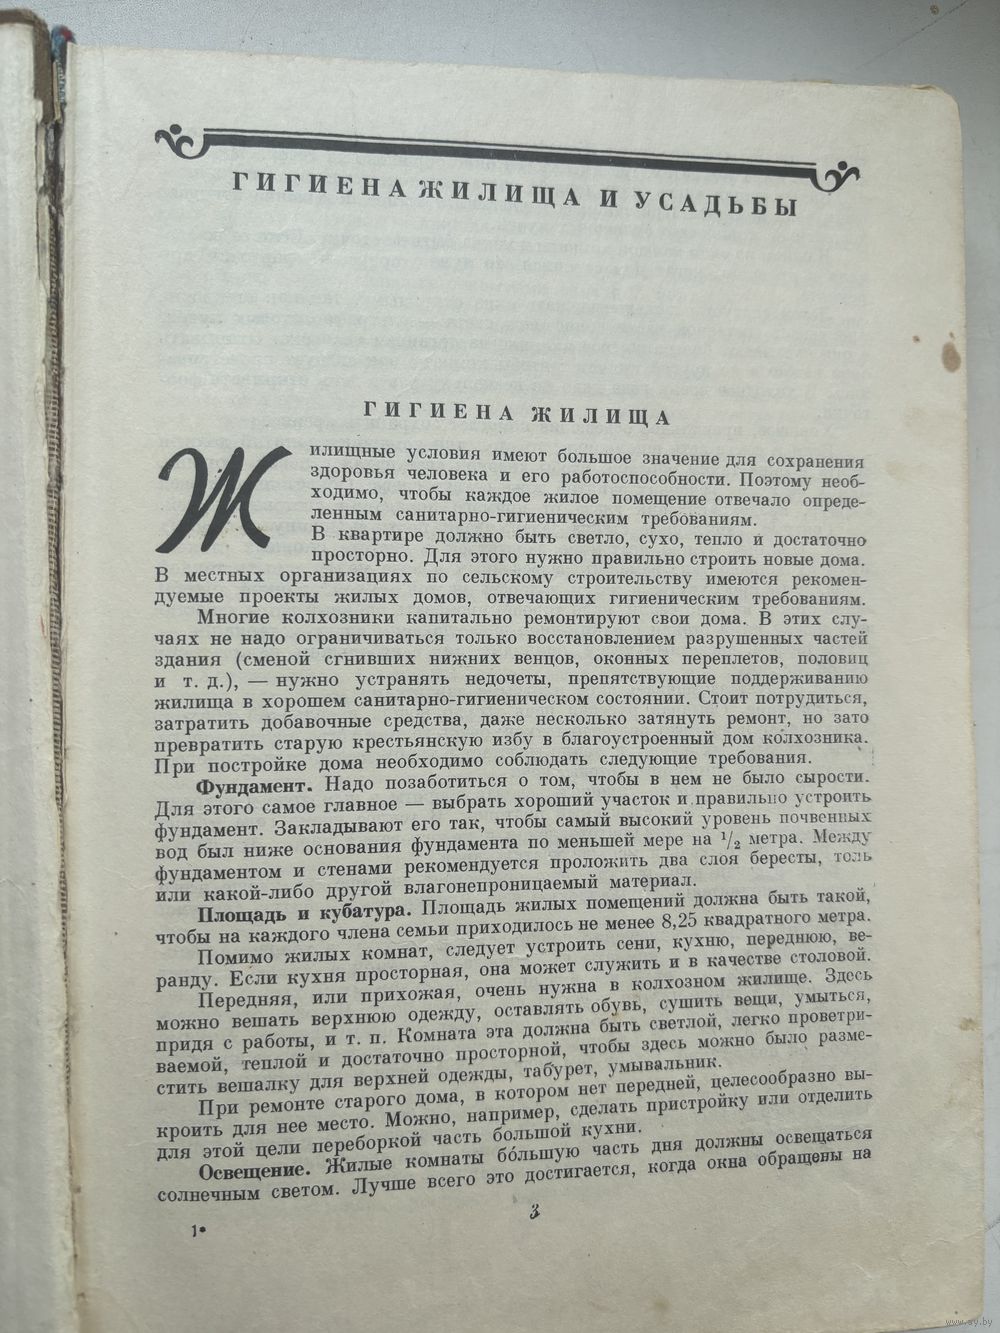 ГИГИЕНА ЖИЛИЩА И УСАДЬБЫ
ГИГИЕНА ЖИЛИЩА
Жилищные условия имеют большое значение для сохранения
здоровья человека и его работоспособности. Поэтому необ-
ходимо, чтобы каждое жилое помещение отвечало опреде-
ленным санитарно-гигиеническим требованиям.
В квартире должно быть светло, сухо, тепло и достаточно
просторно. Для этого нужно правильно строить новые дома.
В местных организациях по сельскому строительству имеются рекомен-
дуемые проекты жилых домов, отвечающих гигиеническим требованиям.
Многие колхозники капитально ремонтируют свои дома. В этих слу-
чаях не надо ограничиваться только восстановлением разрушенных частей
здания (сменой сгнивших нижних венцов, оконных переплетов, половиц
и т. д.), — нужно устранять недочеты, препятствующие поддержанию
жилища в хорошем санитарно-гигиеническом состоянии. Стоит потрудиться,
затратить добавочные средства, даже несколько затянуть ремонт, но зато
превратить старую крестьянскую избу в благоустроенный дом колхозника.
При постройке дома необходимо соблюдать следующие требования.
Фундамент. Надо позаботиться о том, чтобы в нем не было сырости.
Для этого самое главное — выбрать хороший участок и правильно устроить
фундамент. Закладывают его так, чтобы самый высокий уровень почвенных
вод был ниже основания фундамента по меньшей мере на 1/2 метра. Между
фундаментом и стенами рекомендуется проложить два слоя бересты, толь
или какой-либо другой влагонепроницаемый материал.
Площадь и кубатура. Площадь жилых помещений должна быть такой,
чтобы на каждого члена семьи приходилось не менее 8,25 квадратного метра.
Помимо жилых комнат, следует устроить сени, кухню, переднюю, ве-
ранду. Если кухня просторная, она может служить и в качестве столовой.
Передняя, или прихожая, очень нужна в колхозном жилище. Здесь
можно вешать верхнюю одежду, оставлять обувь, сушить вещи, умыться,
придя с работы, и т. п. Комната эта должна быть светлой, легко проветри-
ваемой, теплой и достаточно просторной, чтобы здесь можно было разме-
стить вешалку для верхней одежды, табурет, умывальник.
При ремонте старого дома, в котором нет передней, целесообразно вы-
кроить для нее место. Можно, например, сделать пристройку или отделить
для этой цели переборкой часть большой кухни.
Освещение. Жилые комнаты бо́льшую часть дня должны освещаться
солнечным светом. Лучше всего это достигается, когда окна обращены на
3
1*
www.ay.by